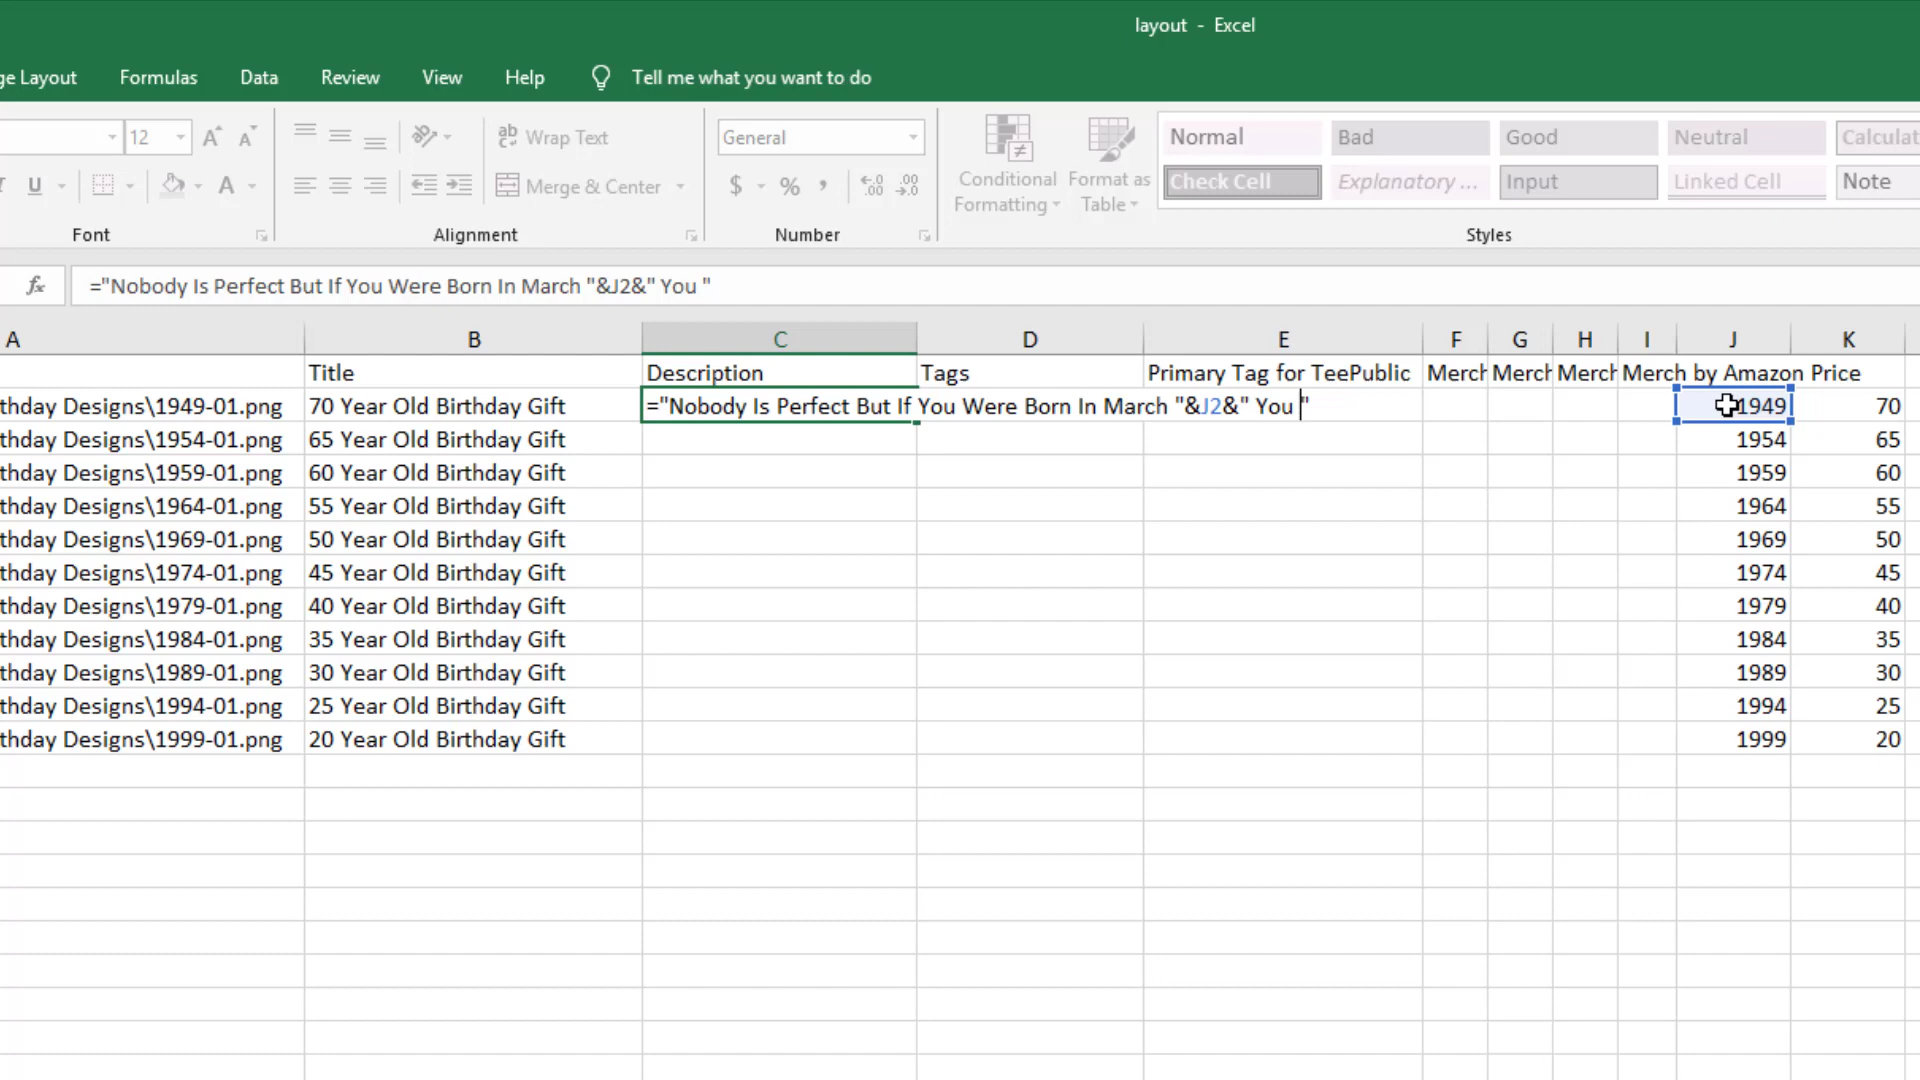 layout - Excel
ge Layout Formulas Data Review View Help Tell me what you want to do
12 A A ab Wrap Text General Normal Bad Good Neutral Calculat
U A Merge & Center $ % , Conditional Formatting Format as Table Check Cell Explanatory ... Input Linked Cell Note
Font Alignment Number Styles
fx ="Nobody Is Perfect But If You Were Born In March "&J2&" You "
A B C D E F G H I J K
Title Description Tags Primary Tag for TeePublic Merch Merch Merch Merch by Amazon Price
thday Designs\1949-01.png 70 Year Old Birthday Gift ="Nobody Is Perfect But If You Were Born In March "&J2&" You " 1949 70
thday Designs\1954-01.png 65 Year Old Birthday Gift 1954 65
thday Designs\1959-01.png 60 Year Old Birthday Gift 1959 60
thday Designs\1964-01.png 55 Year Old Birthday Gift 1964 55
thday Designs\1969-01.png 50 Year Old Birthday Gift 1969 50
thday Designs\1974-01.png 45 Year Old Birthday Gift 1974 45
thday Designs\1979-01.png 40 Year Old Birthday Gift 1979 40
thday Designs\1984-01.png 35 Year Old Birthday Gift 1984 35
thday Designs\1989-01.png 30 Year Old Birthday Gift 1989 30
thday Designs\1994-01.png 25 Year Old Birthday Gift 1994 25
thday Designs\1999-01.png 20 Year Old Birthday Gift 1999 20